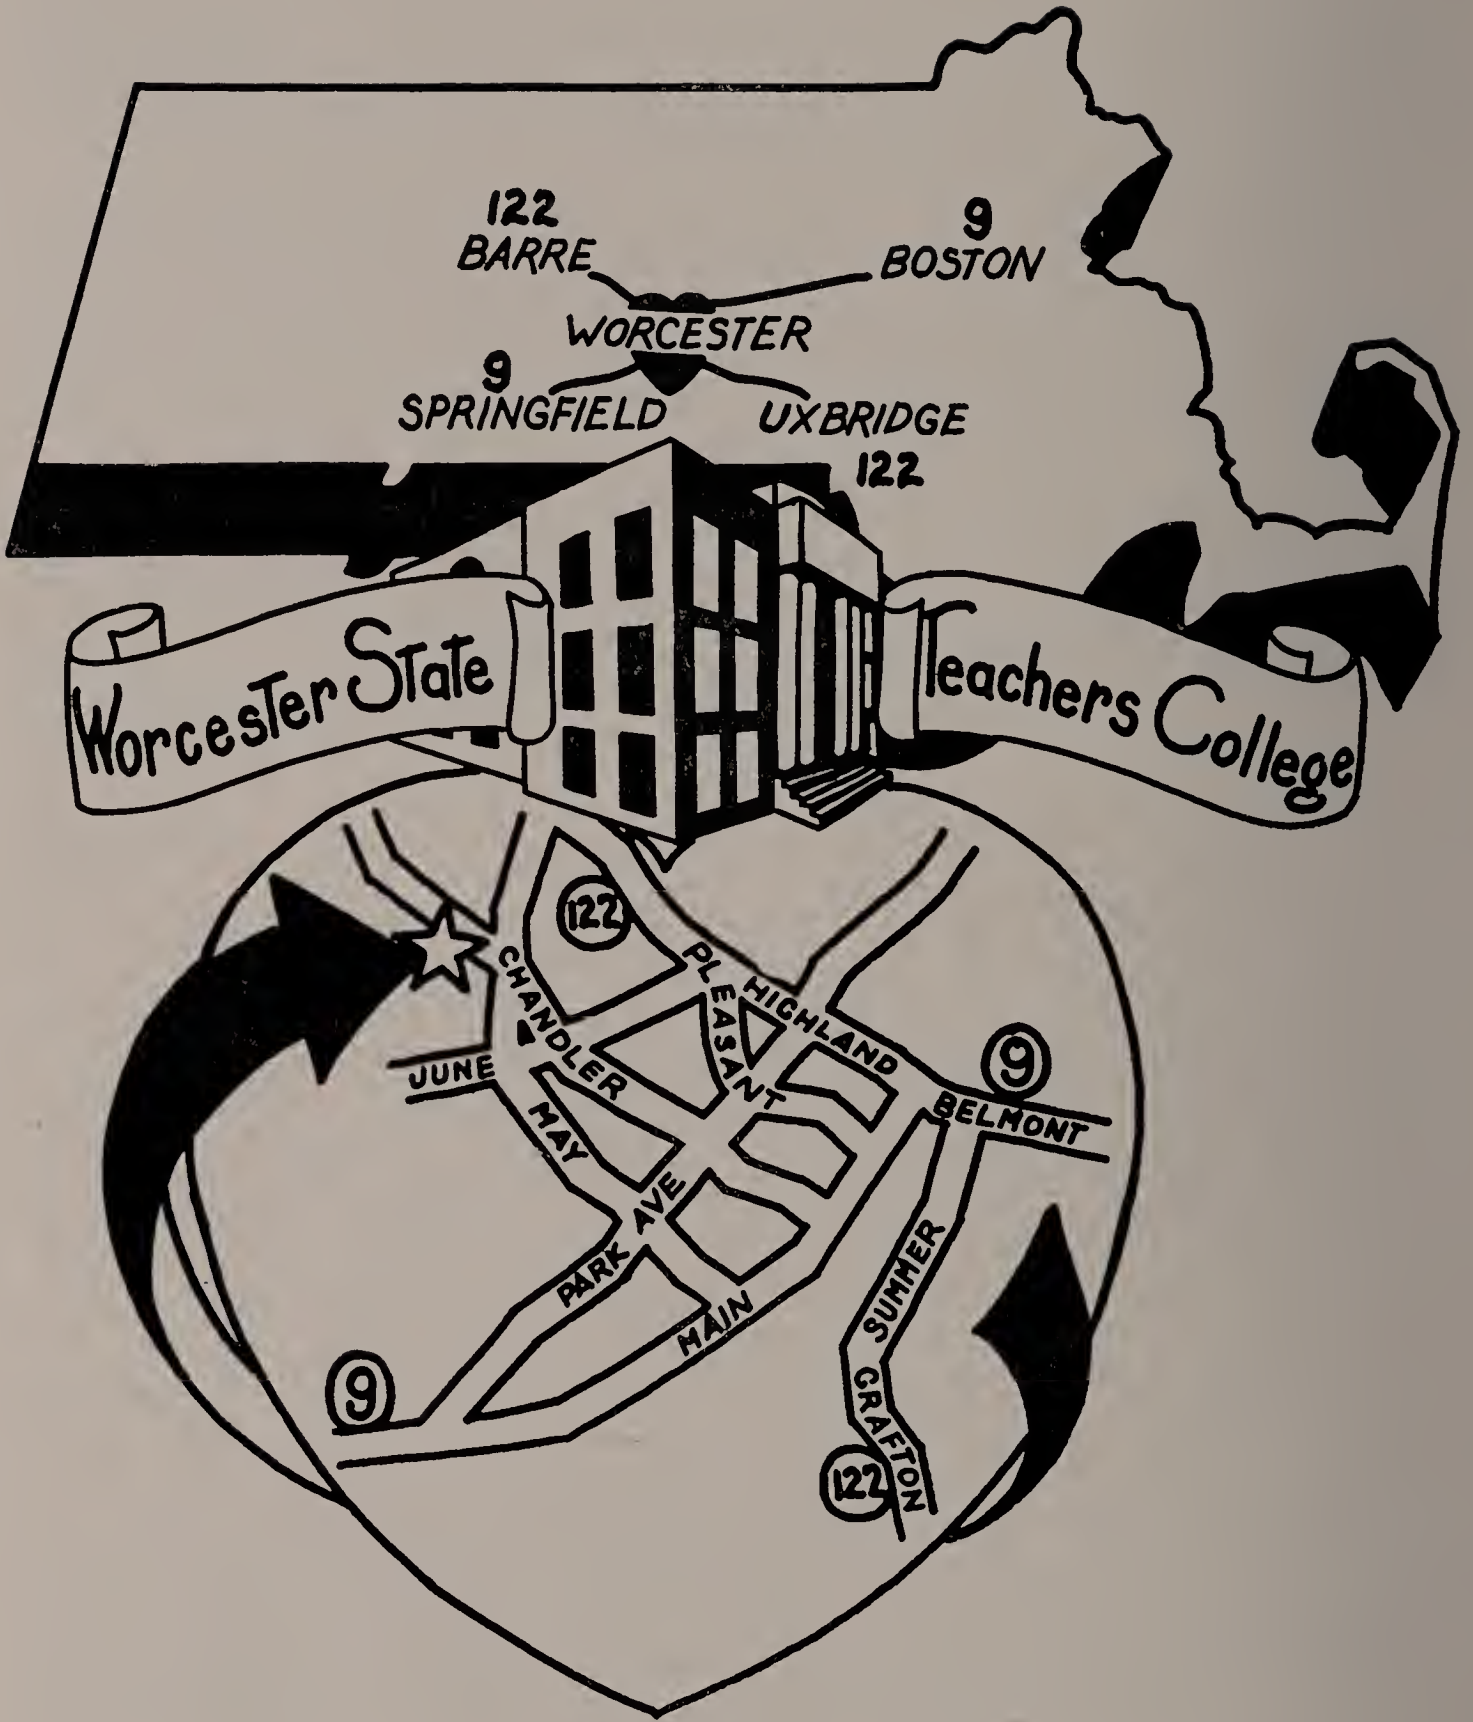 122
BARRE
9
BOSTON
WORCESTER
9
SPRINGFIELD
UXBRIDGE
122
Worcester State
Teachers College
122
CHANDLER
PLEASANT
HIGHLAND
JUNE
MAY
9
BELMONT
PARK AVE
MAIN
SUMMER
9
GRAFTON
122